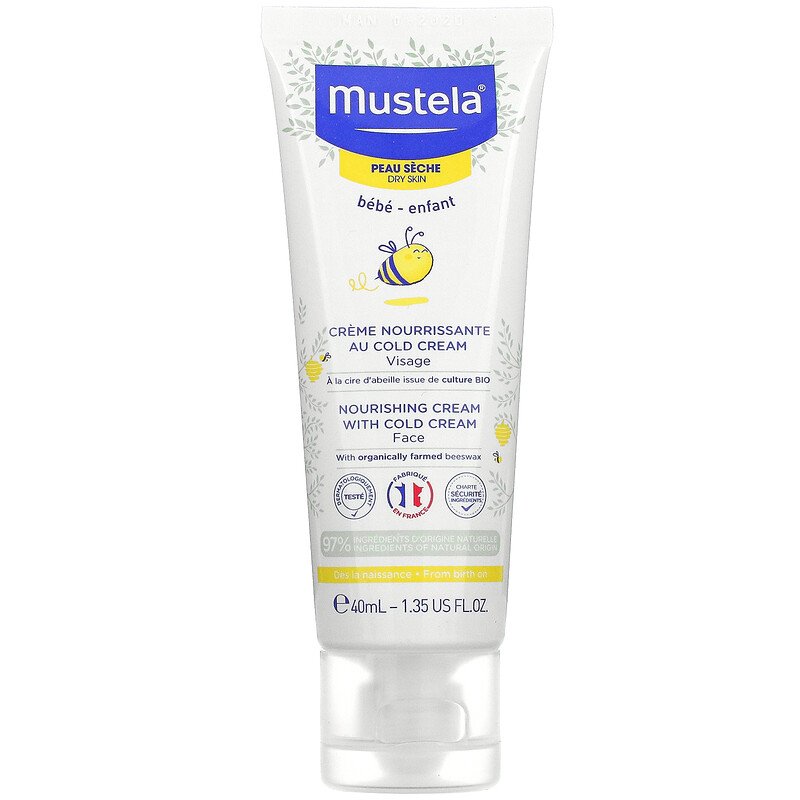 Mustela®
PEAU SÈCHE
DRY SKIN
bébé - enfant
CRÈME NOURRISSANTE
AU COLD CREAM
Visage
À la cire d'abeille issue de culture BIO
NOURISHING CREAM
WITH COLD CREAM
Face
With organically farmed beeswax
DERMATOLOGIQUEMENT
TESTÉ
FABRIQUÉ
EN FRANCE
CHARTE
SÉCURITÉ
INGRÉDIENTS
97% INGRÉDIENTS D'ORIGINE NATURELLE
INGREDIENTS OF NATURAL ORIGIN
Dès la naissance • From birth on
℮ 40mL – 1.35 US FL.OZ.